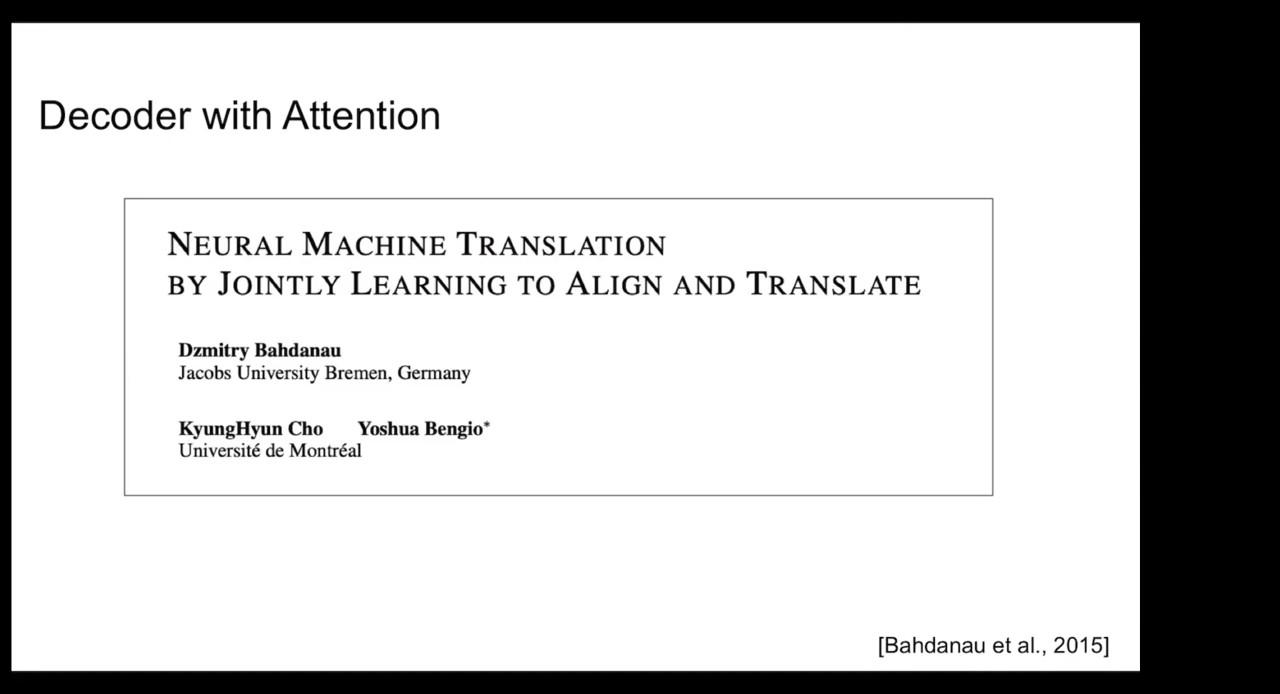 Decoder with Attention
NEURAL MACHINE TRANSLATION
BY JOINTLY LEARNING TO ALIGN AND TRANSLATE
Dzmitry Bahdanau
Jacobs University Bremen, Germany
KyungHyun Cho Yoshua Bengio*
Université de Montréal
[Bahdanau et al., 2015]